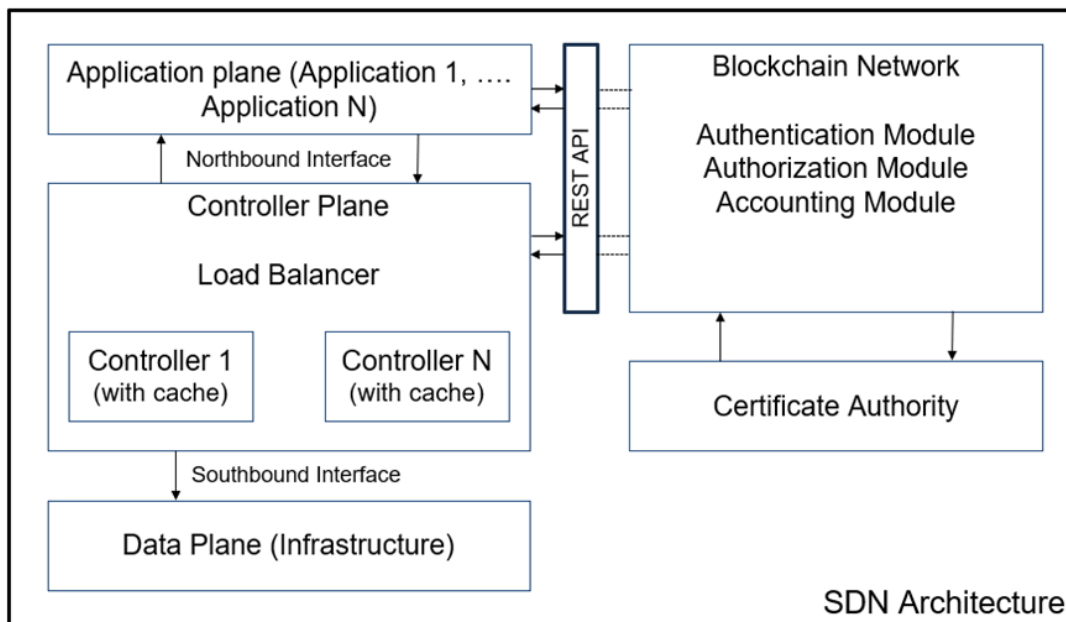 Application plane (Application 1, ....
Application N)
Northbound Interface
Controller Plane
Load Balancer
Controller 1
(with cache)
Controller N
(with cache)
Southbound Interface
Data Plane (Infrastructure)
REST API
Blockchain Network
Authentication Module
Authorization Module
Accounting Module
Certificate Authority
SDN Architecture